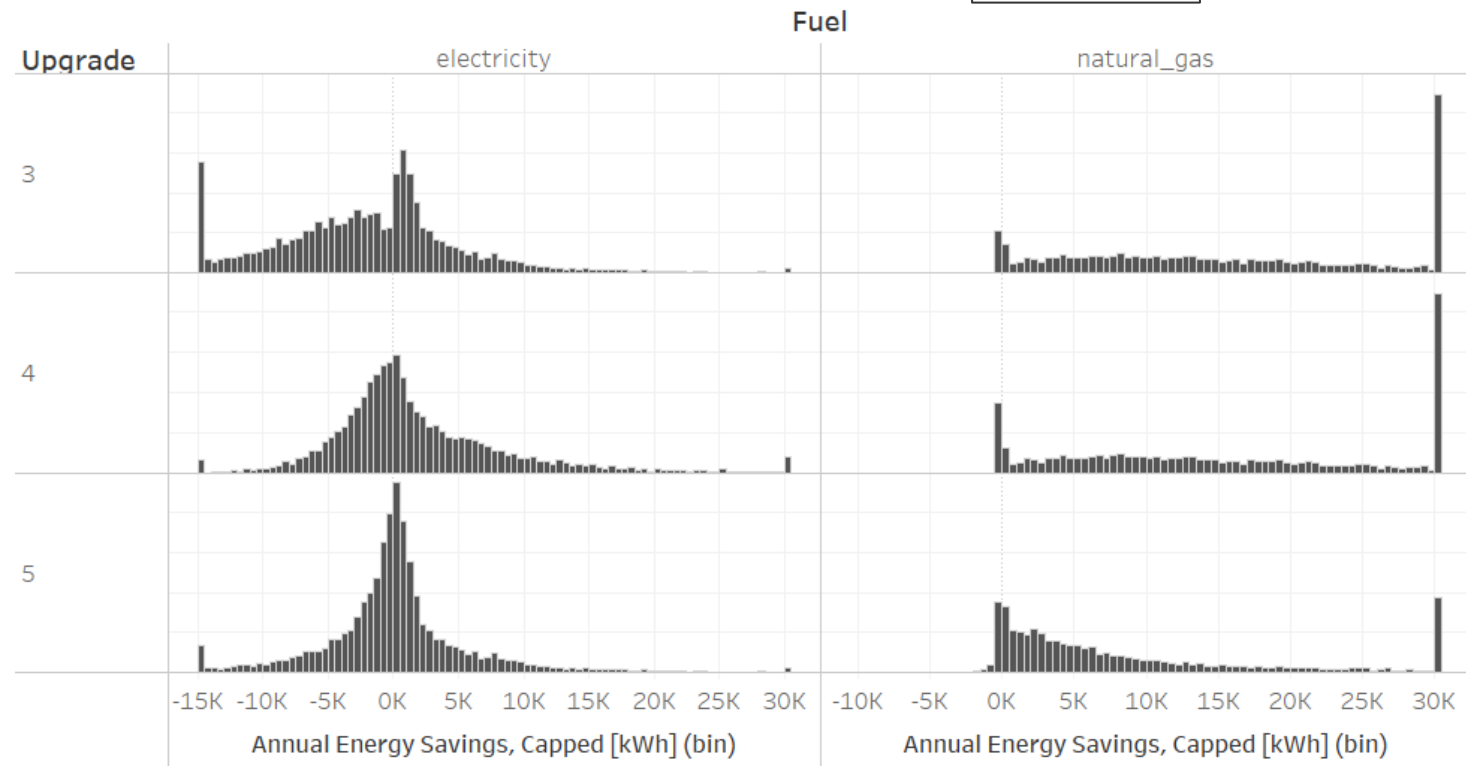 Fuel
Upgrade electricity natural_gas
3
4
5
-15K -10K -5K 0K 5K 10K 15K 20K 25K 30K -10K -5K 0K 5K 10K 15K 20K 25K 30K
Annual Energy Savings, Capped [kWh] (bin) Annual Energy Savings, Capped [kWh] (bin)